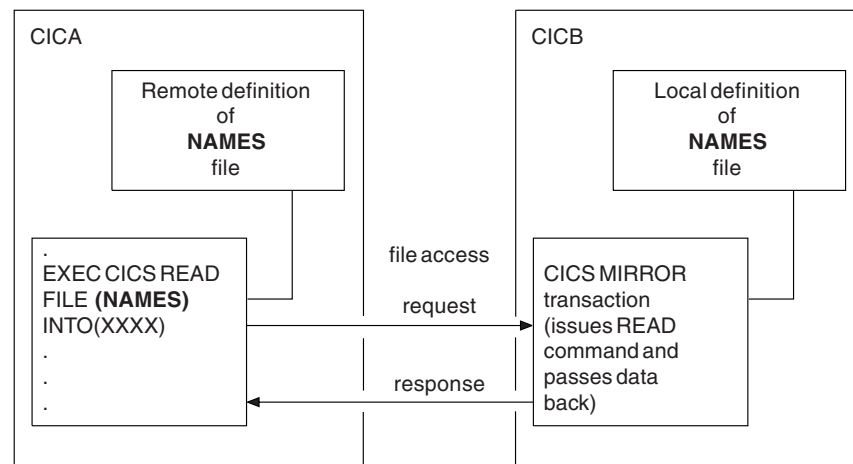 CICA
Remote definition
of
NAMES
file
.
EXEC CICS READ
FILE (NAMES)
INTO(XXXX)
.
.
.
file access
request
response
CICB
Local definition
of
NAMES
file
CICS MIRROR
transaction
(issues READ
command and
passes data
back)